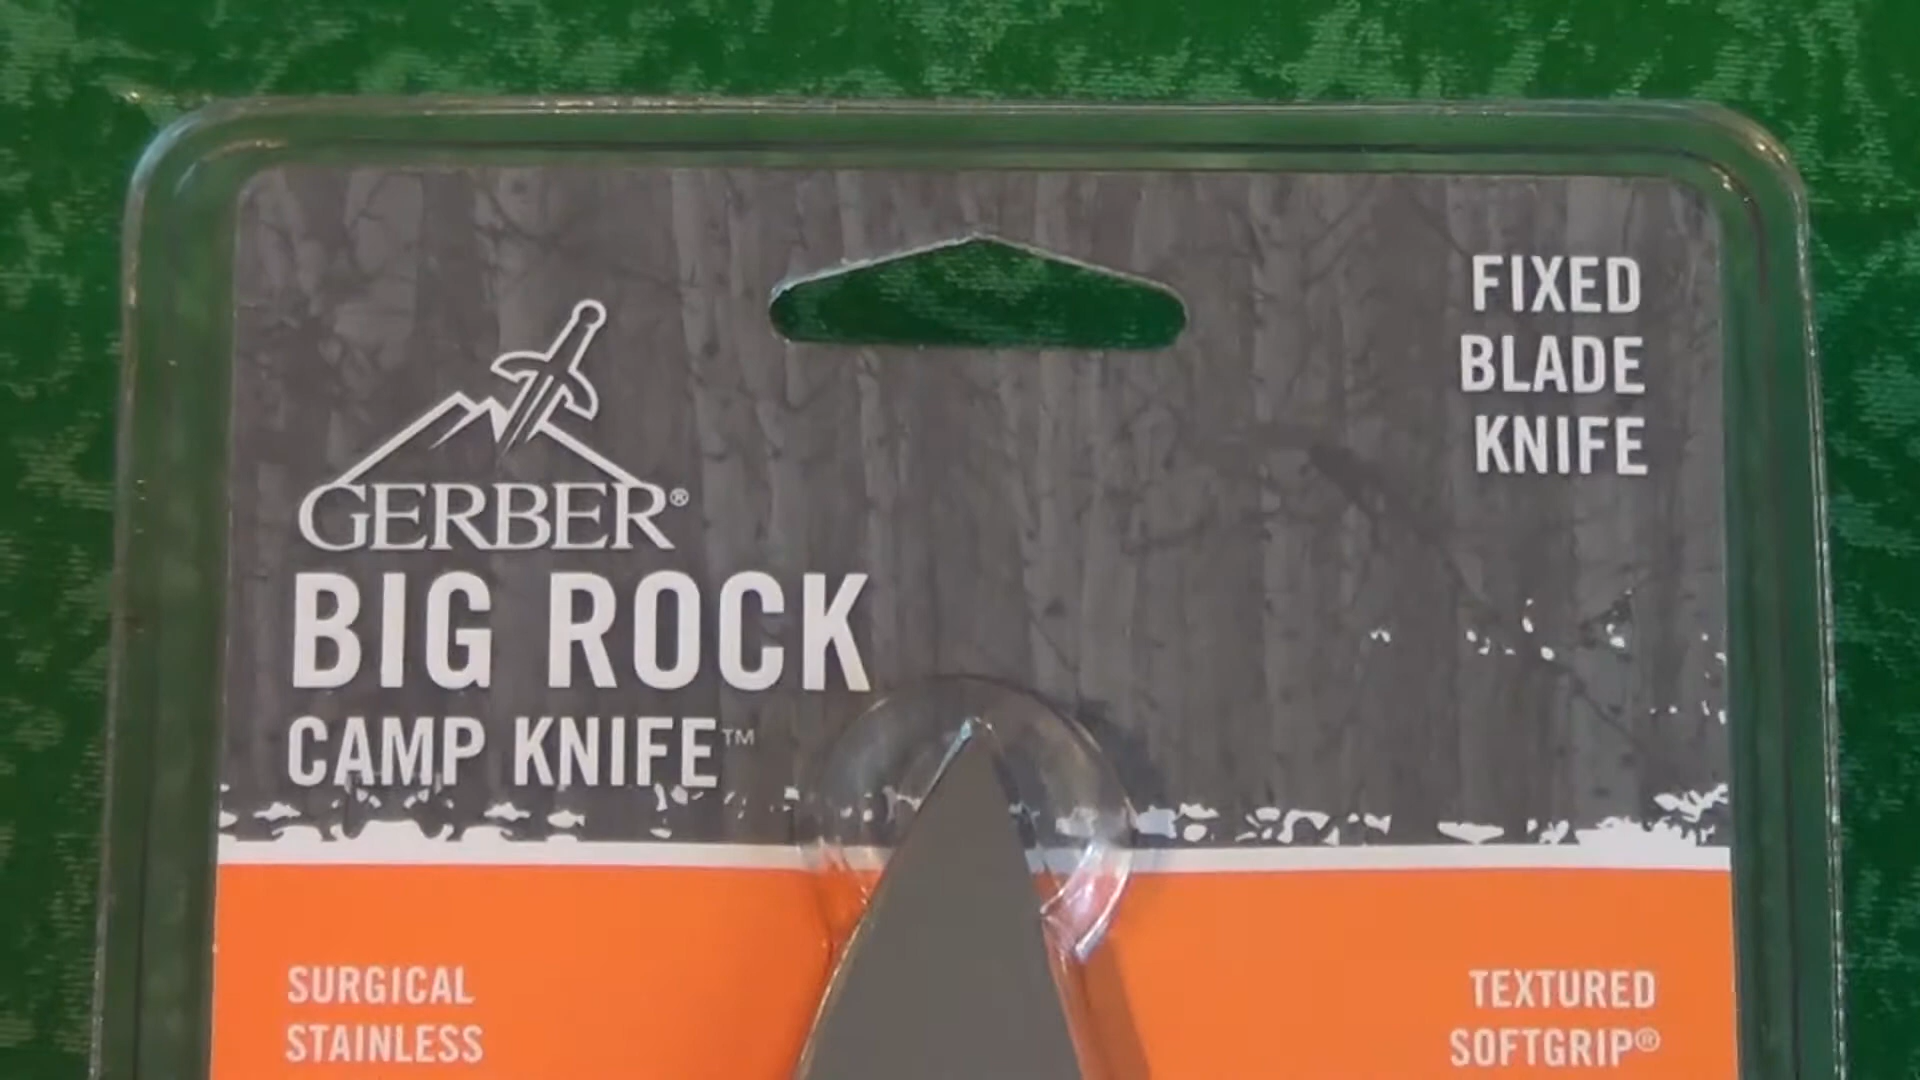 FIXED
BLADE
KNIFE
GERBER®
BIG ROCK
CAMP KNIFE™
SURGICAL
STAINLESS
TEXTURED
SOFTGRIP®